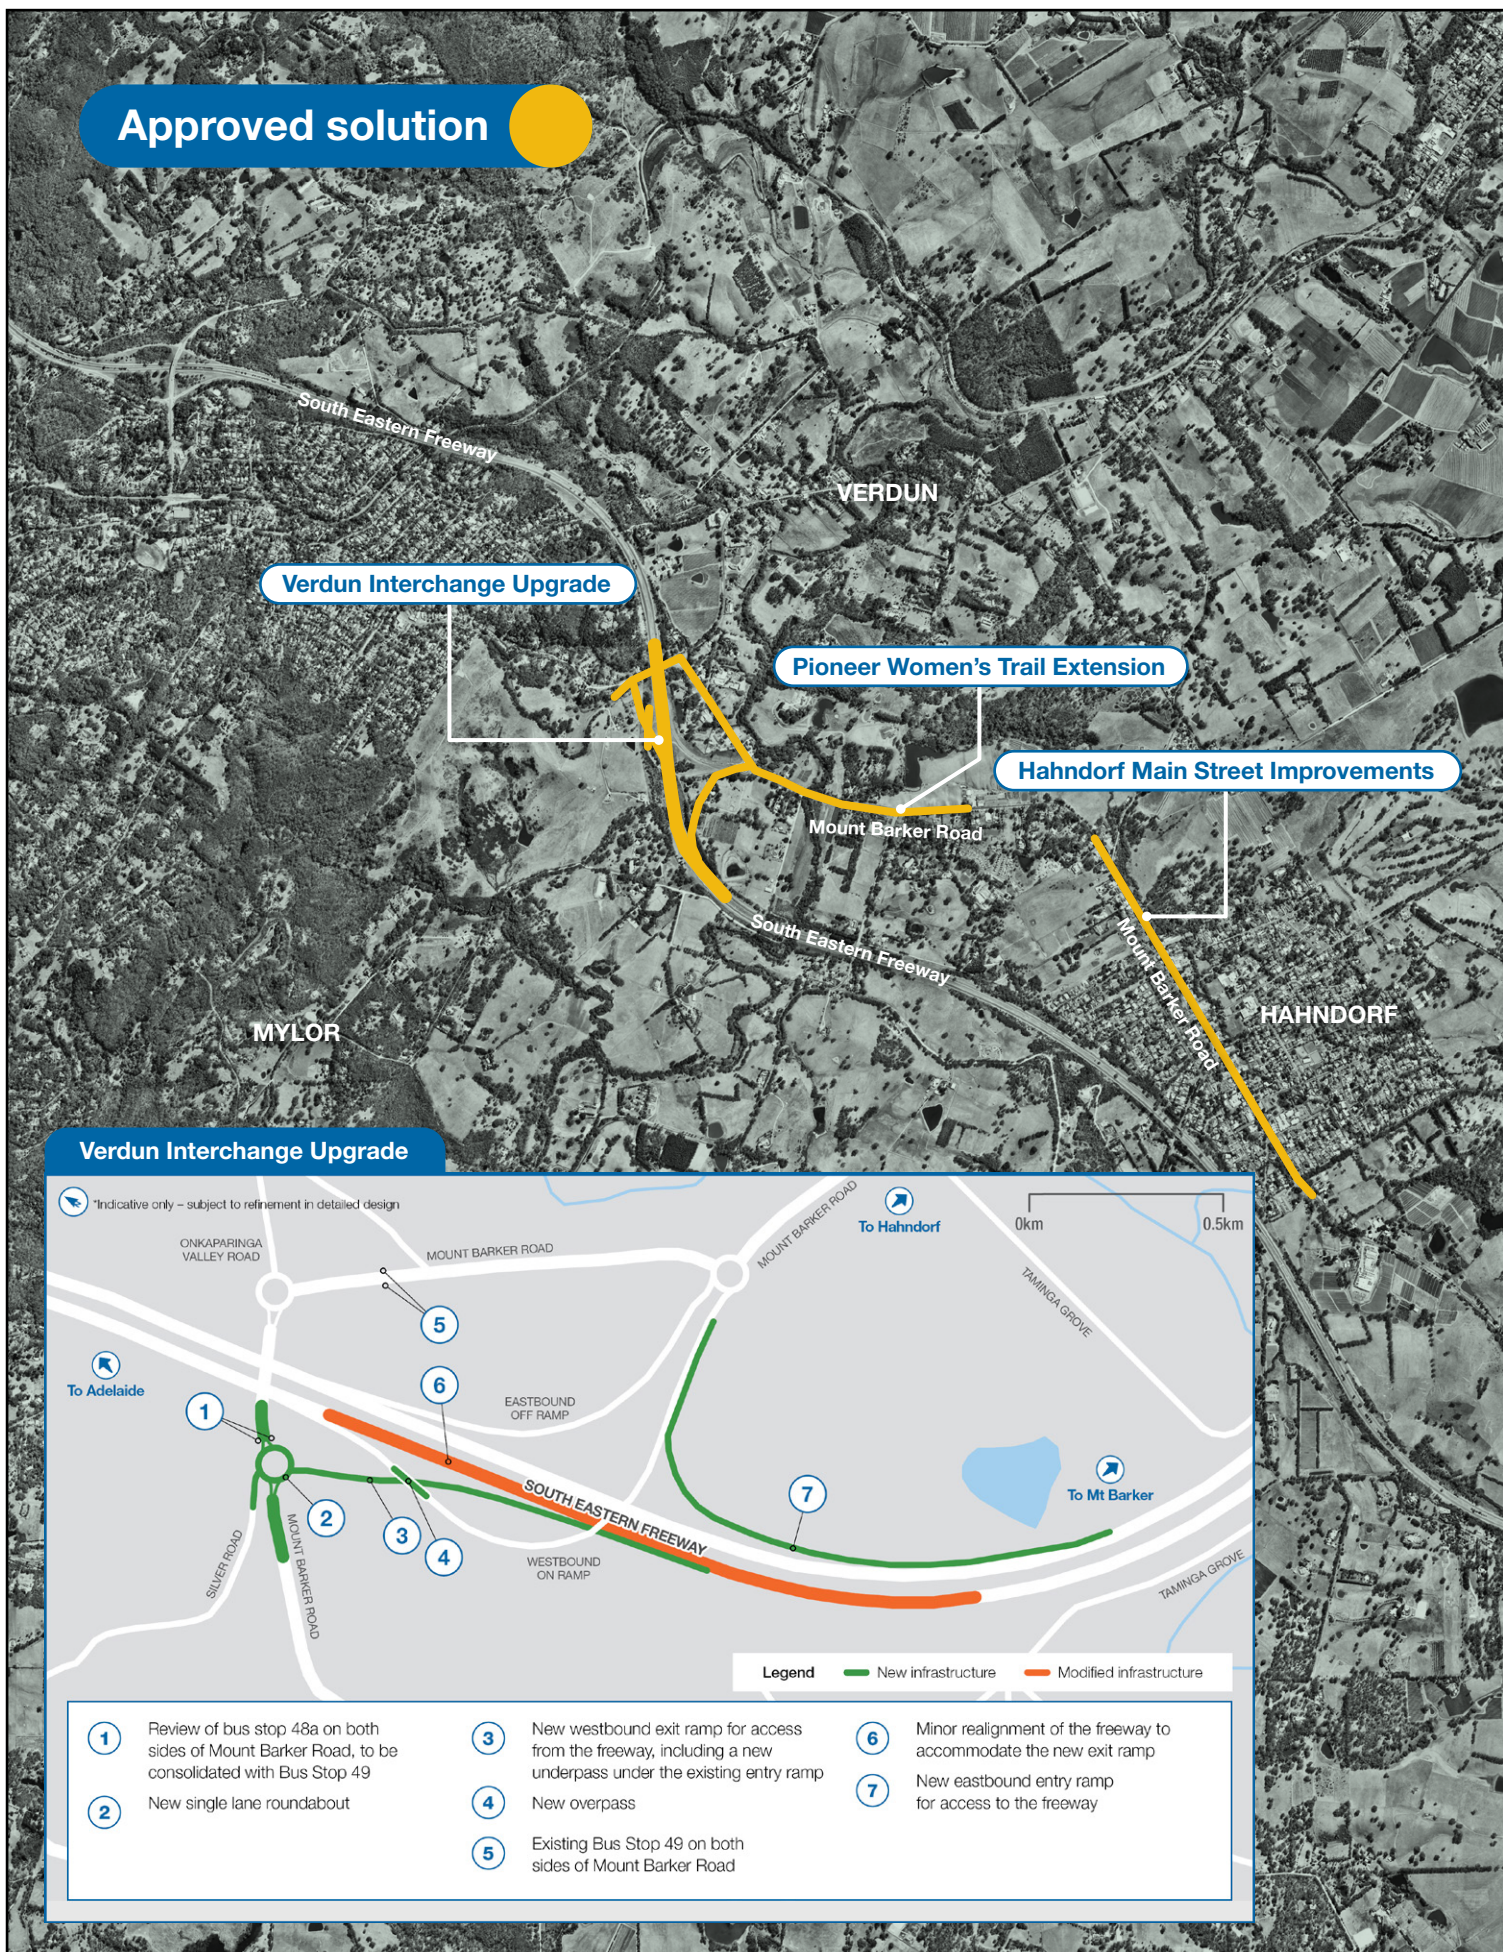 Approved solution
South Eastern Freeway
VERDUN
Verdun Interchange Upgrade
Pioneer Women's Trail Extension
Hahndorf Main Street Improvements
Mount Barker Road
South Eastern Freeway
Mount Barker Road
HAHNDORF
MYLOR
Verdun Interchange Upgrade
*Indicative only – subject to refinement in detailed design
To Hahndorf
0km
0.5km
ONKAPARINGA
VALLEY ROAD
MOUNT BARKER ROAD
MOUNT BARKER ROAD
TAMINGA GROVE
5
To Adelaide
6
1
EASTBOUND
OFF RAMP
SOUTH EASTERN FREEWAY
7
To Mt Barker
2
3
4
SILVER ROAD
MOUNT BARKER ROAD
WESTBOUND
ON RAMP
TAMINGA GROVE
Legend
New infrastructure
Modified infrastructure
1
Review of bus stop 48a on both
sides of Mount Barker Road, to be
consolidated with Bus Stop 49
2
New single lane roundabout
3
New westbound exit ramp for access
from the freeway, including a new
underpass under the existing entry ramp
4
New overpass
5
Existing Bus Stop 49 on both
sides of Mount Barker Road
6
Minor realignment of the freeway to
accommodate the new exit ramp
7
New eastbound entry ramp
for access to the freeway